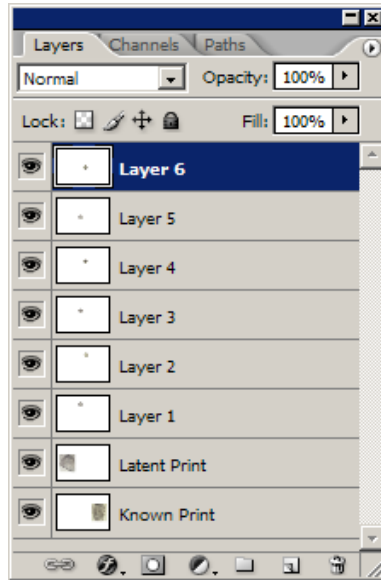 Layers Channels Paths
Normal Opacity: 100%
Lock: Fill: 100%
Layer 6
Layer 5
Layer 4
Layer 3
Layer 2
Layer 1
Latent Print
Known Print